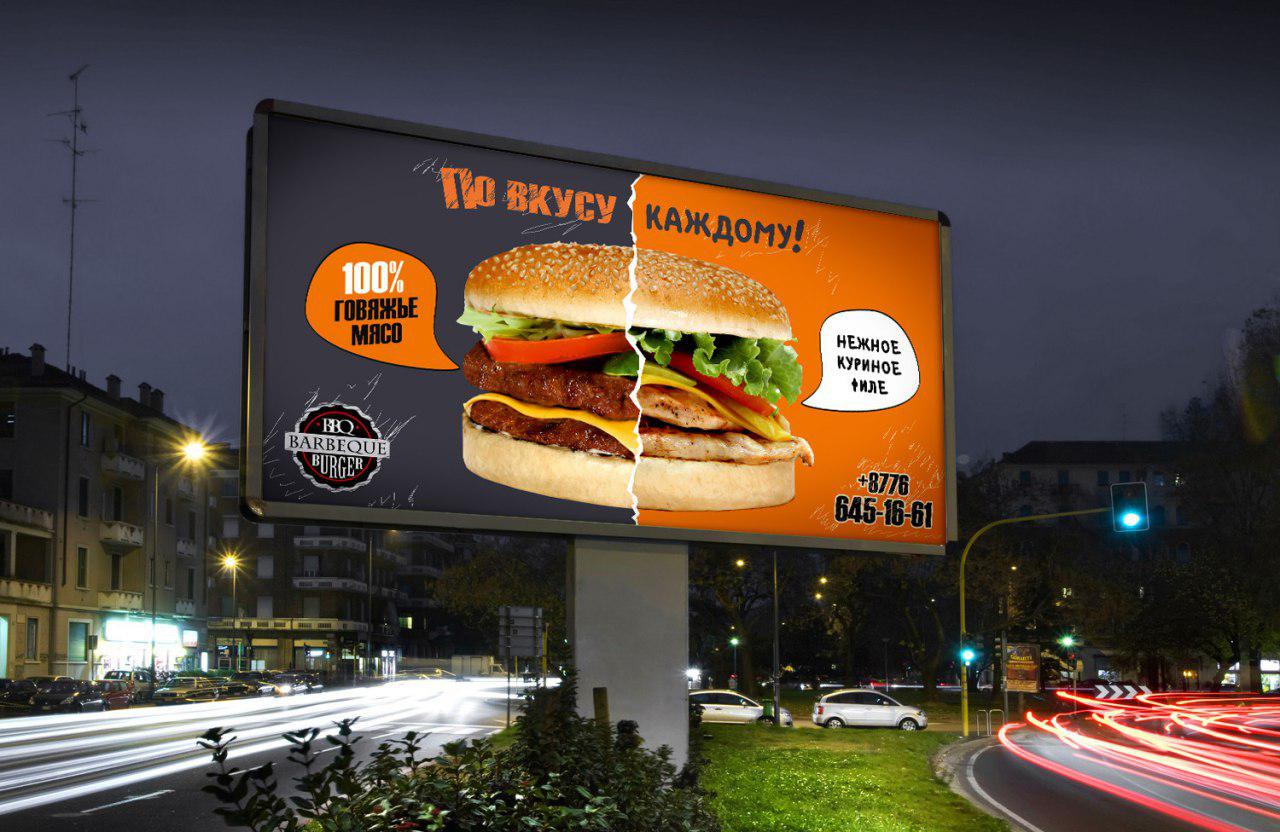 По вкусу
каждому!
100%
ГОВЯЖЬЕ
МЯСО
НЕЖНОЕ
КУРИНОЕ
ФИЛЕ
BBQ
BARBEQUE
BURGER
+8776
645-16-61